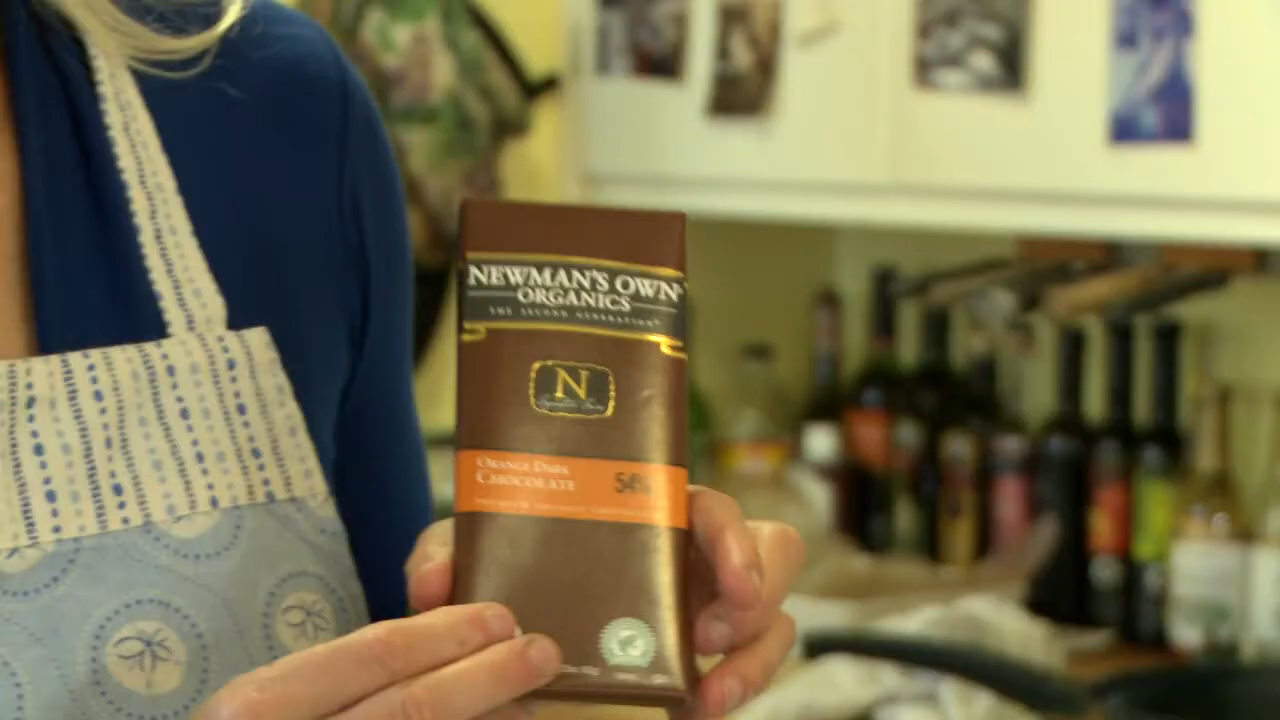 NEWMAN'S OWN
ORGANICS
THE SECOND GENERATION®
N
ORANGE DARK
CHOCOLATE
54%